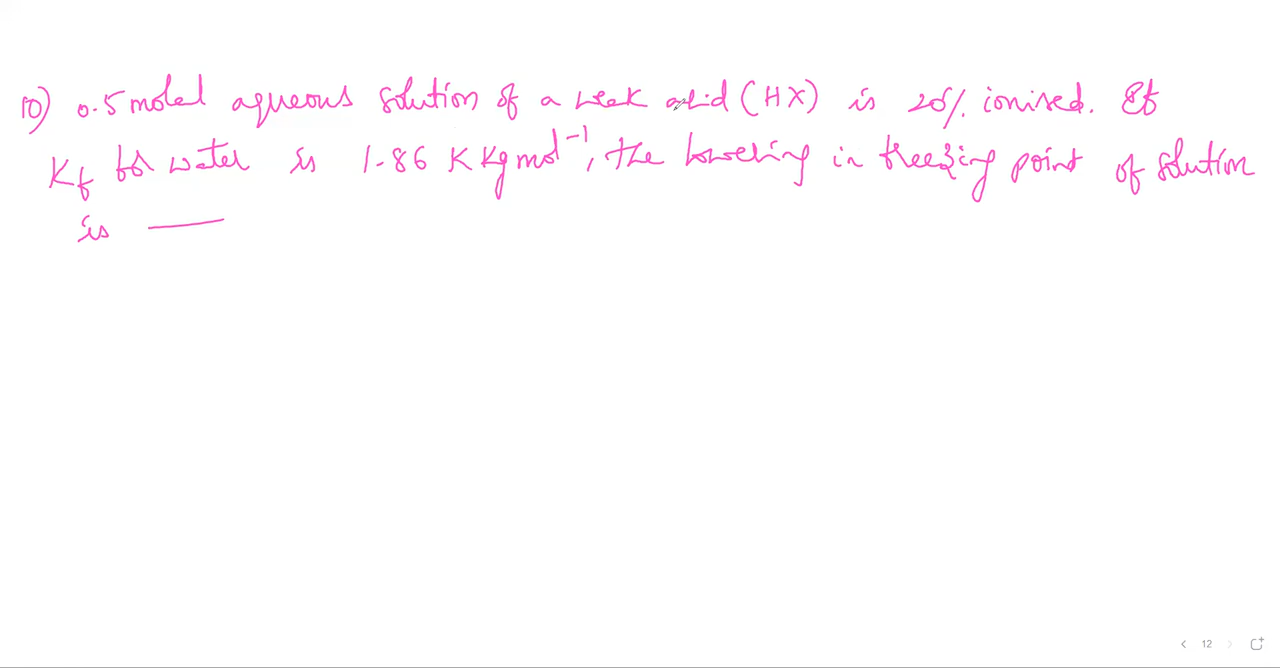 10) 0.5 molal aqueous solution of a weak acid (HX) is 20% ionised. If
Kf for water is 1.86 K Kg mol⁻¹, the lowering in freezing point of solution
is ___
12